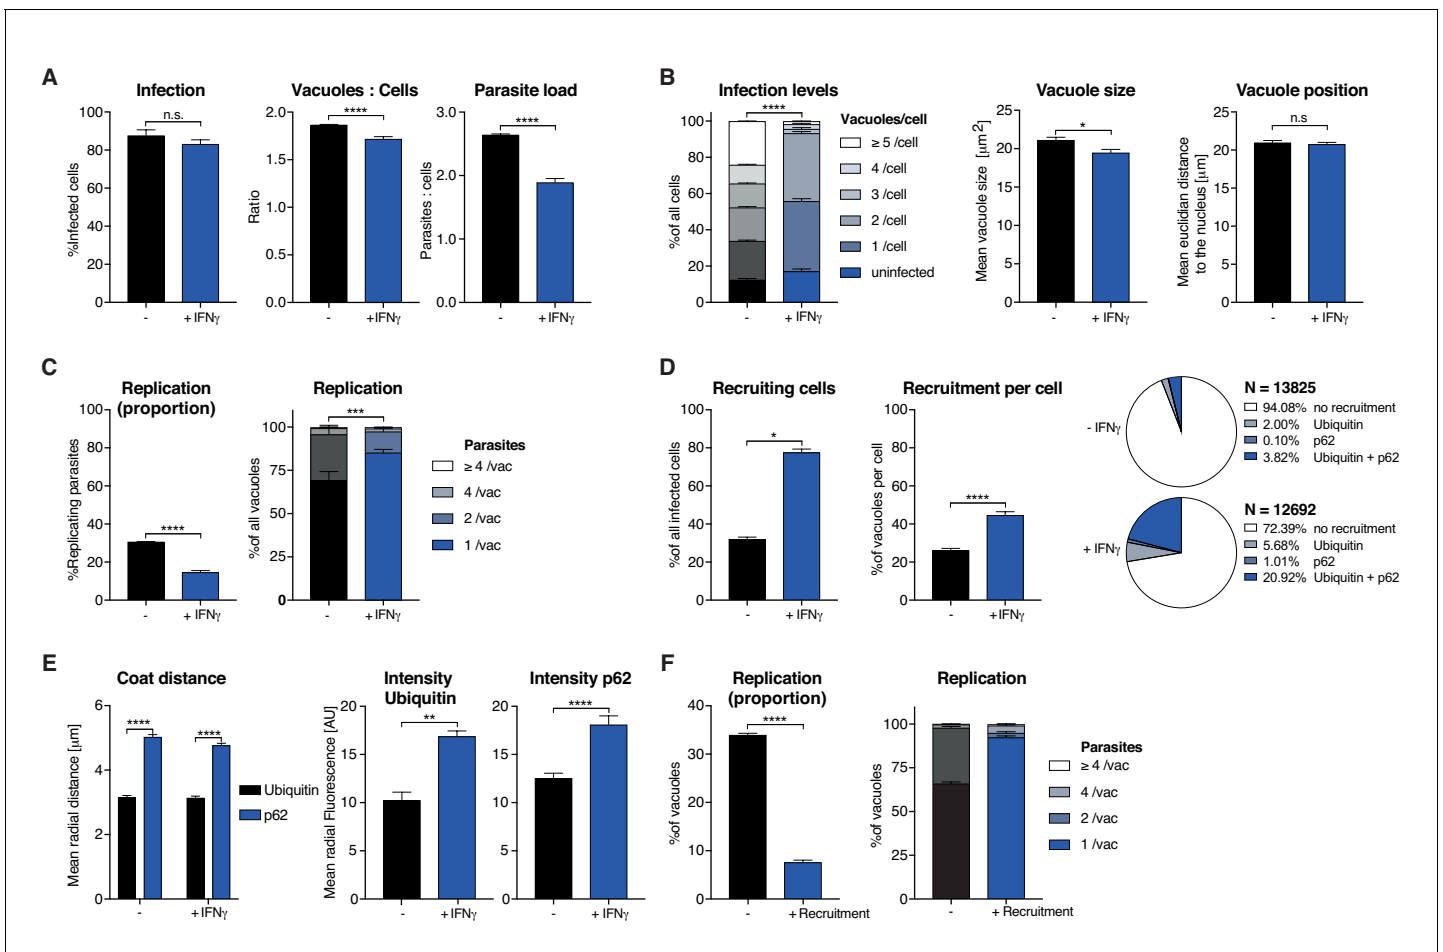 A
Infection
%Infected cells
100
80
60
40
20
0
n.s.
-
+ IFNγ
Vacuoles : Cells
Ratio
2.0
1.5
1.0
0.5
0.0
****
-
+IFNγ
Parasite load
Parasites : cells
3.0
2.0
1.0
0.0
****
-
+ IFNγ
B
Infection levels
%of all cells
100
80
60
40
20
0
****
-
+ IFNγ
Vacuoles/cell
≥ 5 /cell
4 /cell
3 /cell
2 /cell
1 /cell
uninfected
Vacuole size
Mean vacuole size [μm²]
25
20
15
10
5
0
*
-
+ IFNγ
Vacuole position
Mean euclidian distance
to the nucleus [μm]
25
20
15
10
5
0
n.s
-
+ IFNγ
C
Replication
(proportion)
%Replicating parasites
100
80
60
40
20
0
****
-
+ IFNγ
Replication
%of all vacuoles
100
75
50
25
0
***
-
+ IFNγ
Parasites
≥ 4 /vac
4 /vac
2 /vac
1 /vac
D
Recruiting cells
%of all infected cells
100
80
60
40
20
0
*
-
+ IFNγ
Recruitment per cell
%of vacuoles per cell
100
80
60
40
20
0
****
-
+ IFNγ
- IFNγ
N = 13825
94.08% no recruitment
2.00% Ubiquitin
0.10% p62
3.82% Ubiquitin + p62
+ IFNγ
N = 12692
72.39% no recruitment
5.68% Ubiquitin
1.01% p62
20.92% Ubiquitin + p62
E
Coat distance
Mean radial distance [μm]
6
4
2
0
****
****
-
+ IFNγ
Ubiquitin
p62
Intensity
Ubiquitin
Mean radial Fluorescence [AU]
20
15
10
5
0
**
-
+ IFNγ
Intensity p62
20
15
10
5
0
****
-
+ IFNγ
F
Replication
(proportion)
%of vacuoles
40
30
20
10
0
****
-
+ Recruitment
Replication
%of vacuoles
100
75
50
25
0
-
+ Recruitment
Parasites
≥ 4 /vac
4 /vac
2 /vac
1 /vac